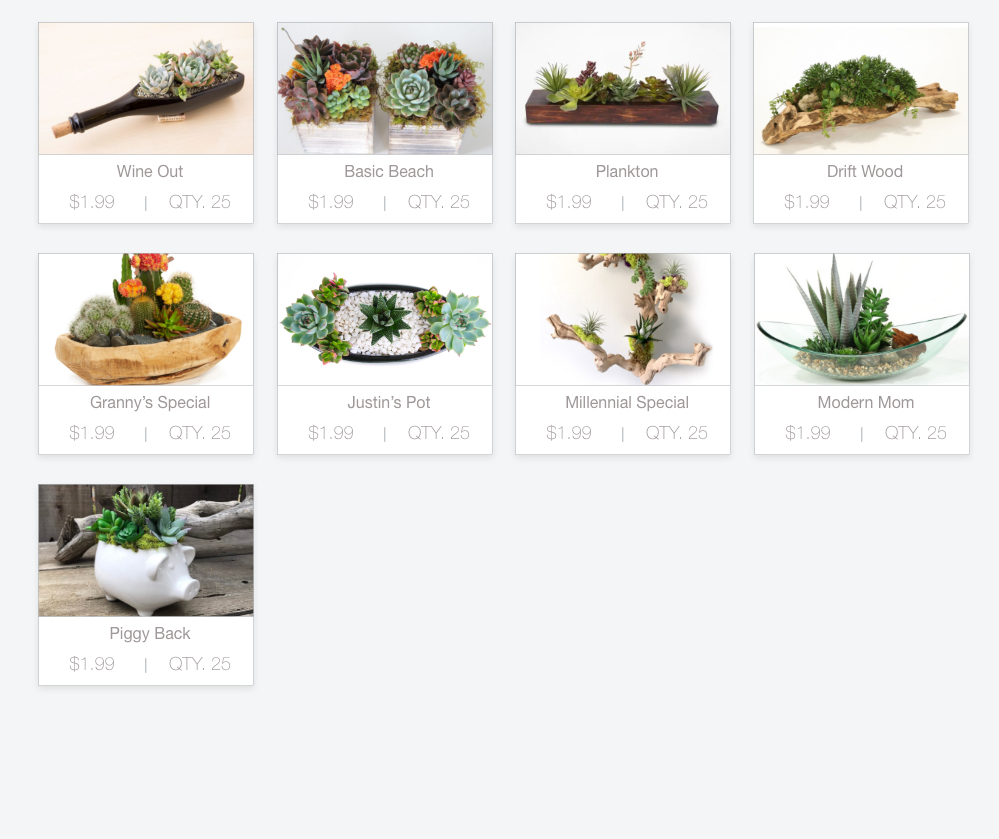 Wine Out
$1.99 | QTY. 25
Basic Beach
$1.99 | QTY. 25
Plankton
$1.99 | QTY. 25
Drift Wood
$1.99 | QTY. 25
Granny’s Special
$1.99 | QTY. 25
Justin’s Pot
$1.99 | QTY. 25
Millennial Special
$1.99 | QTY. 25
Modern Mom
$1.99 | QTY. 25
Piggy Back
$1.99 | QTY. 25